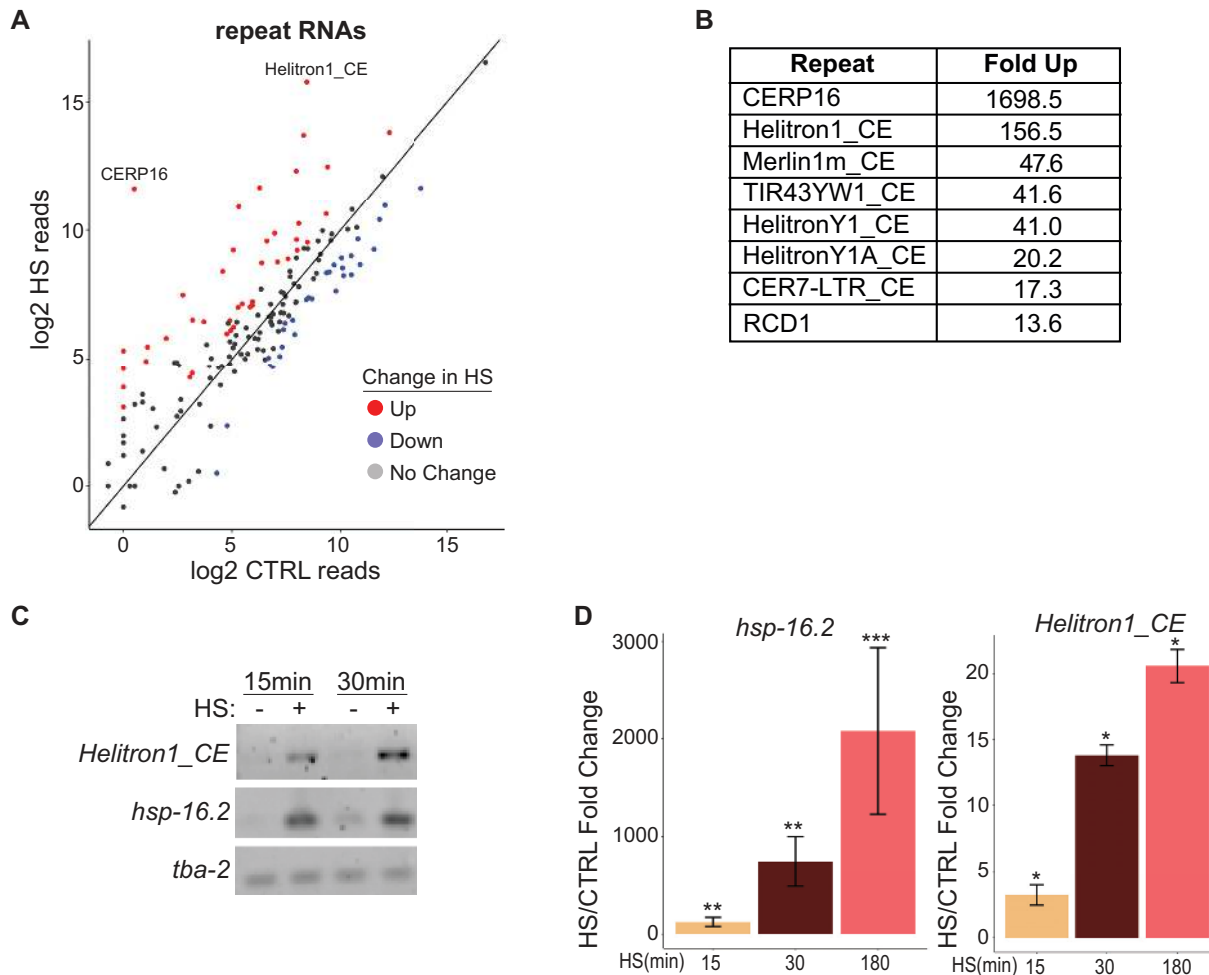 A
repeat RNAs
Helitron1_CE
CERP16
15
10
5
0
log2 HS reads
Change in HS
Up
Down
No Change
0 5 10 15
log2 CTRL reads
B
Repeat Fold Up
CERP16 1698.5
Helitron1_CE 156.5
Merlin1m_CE 47.6
TIR43YW1_CE 41.6
HelitronY1_CE 41.0
HelitronY1A_CE 20.2
CER7-LTR_CE 17.3
RCD1 13.6
C
15min 30min
HS: - + - +
Helitron1_CE
hsp-16.2
tba-2
D
hsp-16.2
3000
2000
1000
0
HS/CTRL Fold Change
**
**
***
HS(min) 15 30 180
Helitron1_CE
20
15
10
5
0
HS/CTRL Fold Change
*
*
*
HS(min) 15 30 180